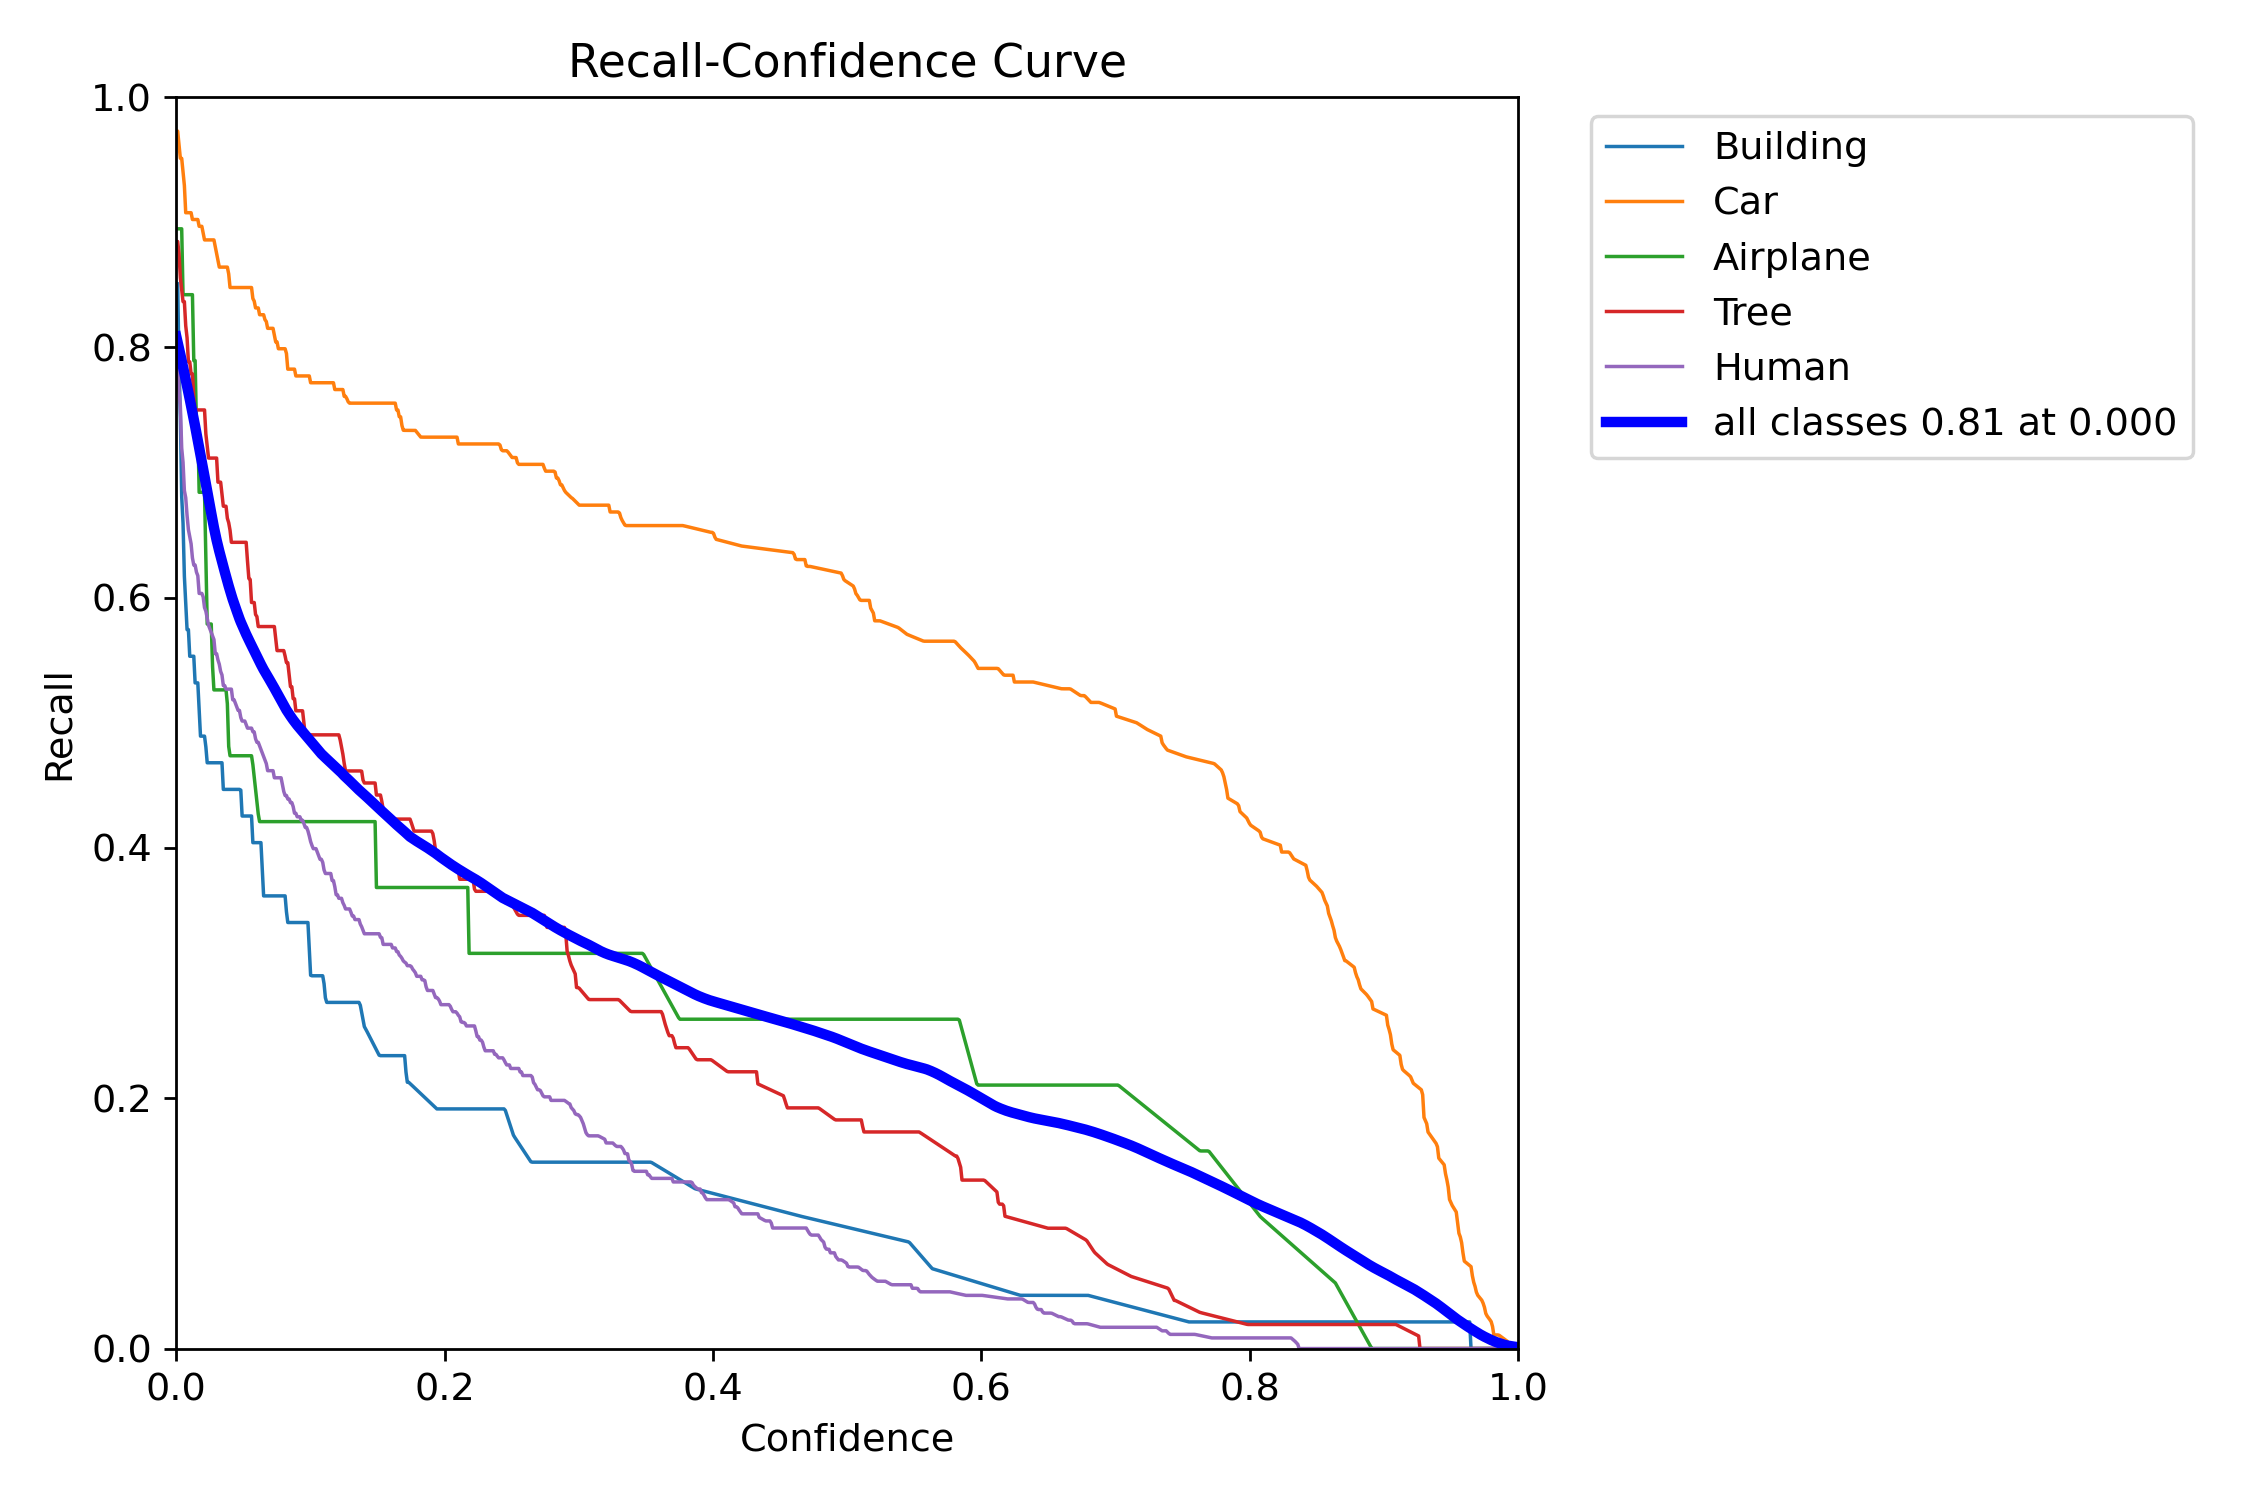 Recall-Confidence Curve
1.0
0.8
0.6
0.4
0.2
0.0
Recall
0.0 0.2 0.4 0.6 0.8 1.0
Confidence
Building
Car
Airplane
Tree
Human
all classes 0.81 at 0.000